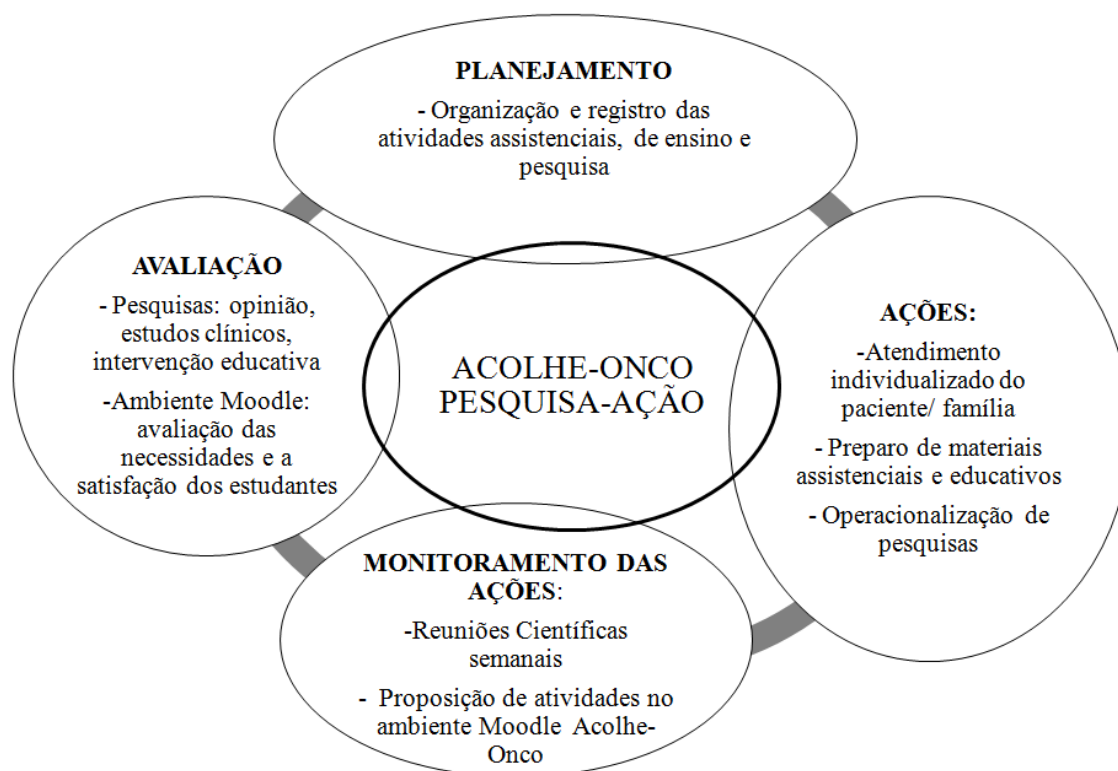 PLANEJAMENTO
- Organização e registro das
atividades assistenciais, de ensino e
pesquisa
AVALIAÇÃO
- Pesquisas: opinião,
estudos clínicos,
intervenção educativa
-Ambiente Moodle:
avaliação das
necessidades e a
satisfação dos estudantes
ACOLHE-ONCO
PESQUISA-AÇÃO
AÇÕES:
-Atendimento
individualizado do
paciente/ família
- Preparo de materiais
assistenciais e educativos
- Operacionalização de
pesquisas
MONITORAMENTO DAS
AÇÕES:
-Reuniões Científicas
semanais
- Proposição de atividades no
ambiente Moodle Acolhe-
Onco